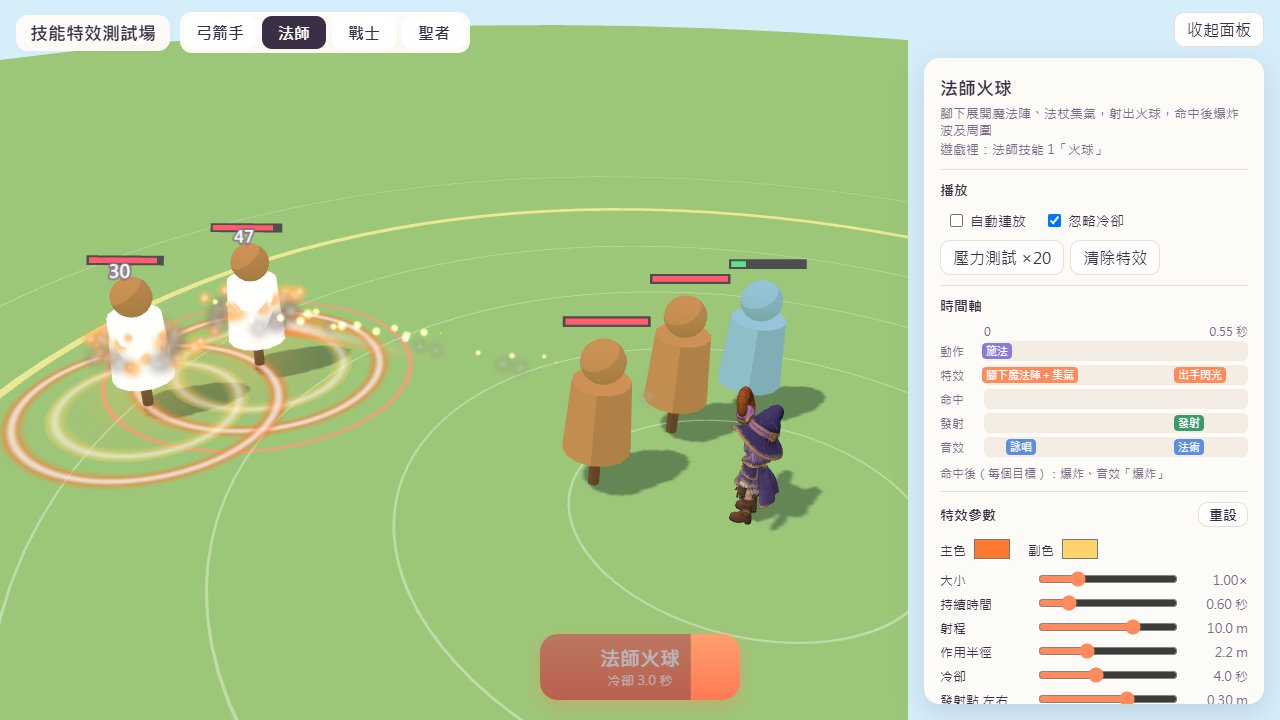 技能特效測試場
弓箭手
法師
戰士
聖者
收起面板
47
30
法師火球
冷卻 3.0 秒
法師火球
腳下展開魔法陣、法杖集氣，射出火球，命中後爆炸
波及周圍
遊戲裡：法師技能 1「火球」
播放
自動連放
忽略冷卻
壓力測試 ×20
清除特效
時間軸
0
0.55 秒
動作
施法
特效
腳下魔法陣+集氣
出手閃光
命中
發射
發射
音效
詠唱
法術
命中後（每個目標）：爆炸、音效「爆炸」
特效參數
重設
主色
副色
大小
1.00×
持續時間
0.60 秒
射程
10.0 m
作用半徑
2.2 m
冷卻
4.0 秒
發射點 左右
0.30 m